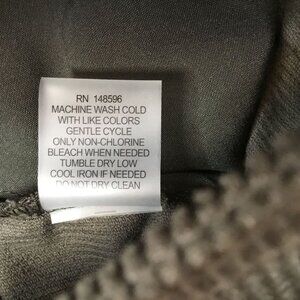 RN 148596
MACHINE WASH COLD
WITH LIKE COLORS
GENTLE CYCLE
ONLY NON-CHLORINE
BLEACH WHEN NEEDED
TUMBLE DRY LOW
COOL IRON IF NEEDED
DO NOT DRY CLEAN